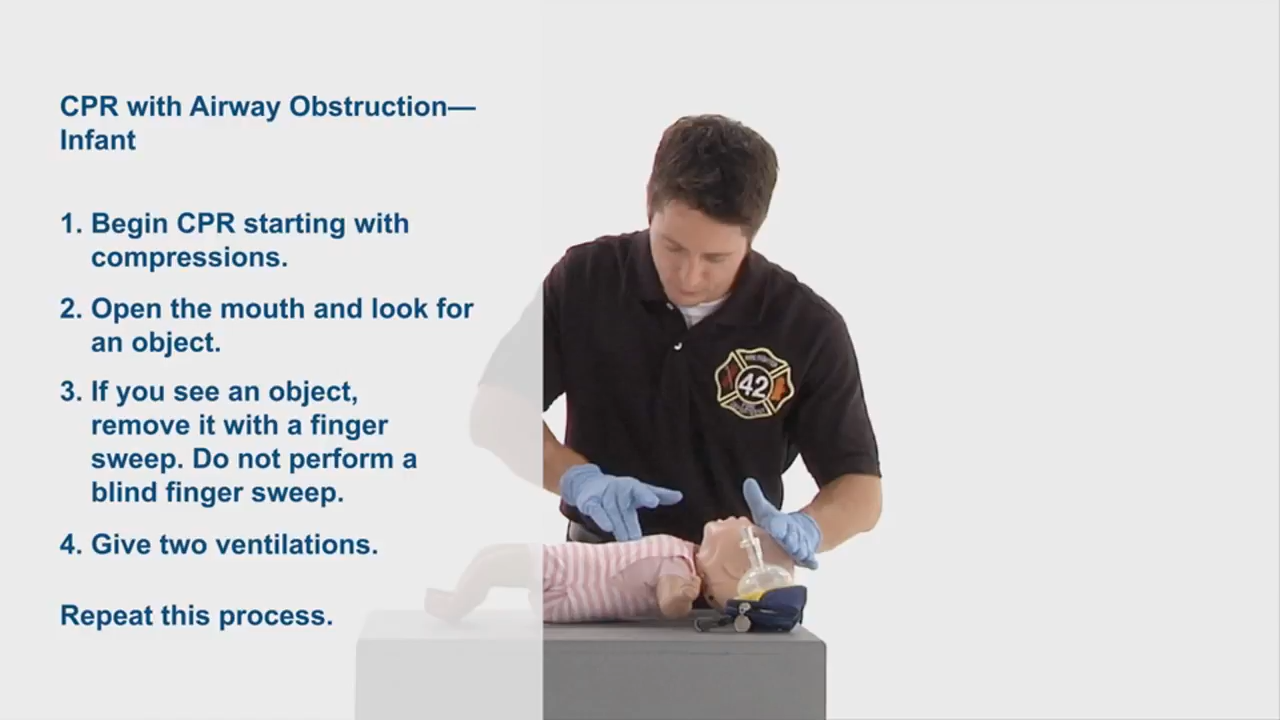 CPR with Airway Obstruction—
Infant
1. Begin CPR starting with
compressions.
2. Open the mouth and look for
an object.
3. If you see an object,
remove it with a finger
sweep. Do not perform a
blind finger sweep.
4. Give two ventilations.
Repeat this process.
42